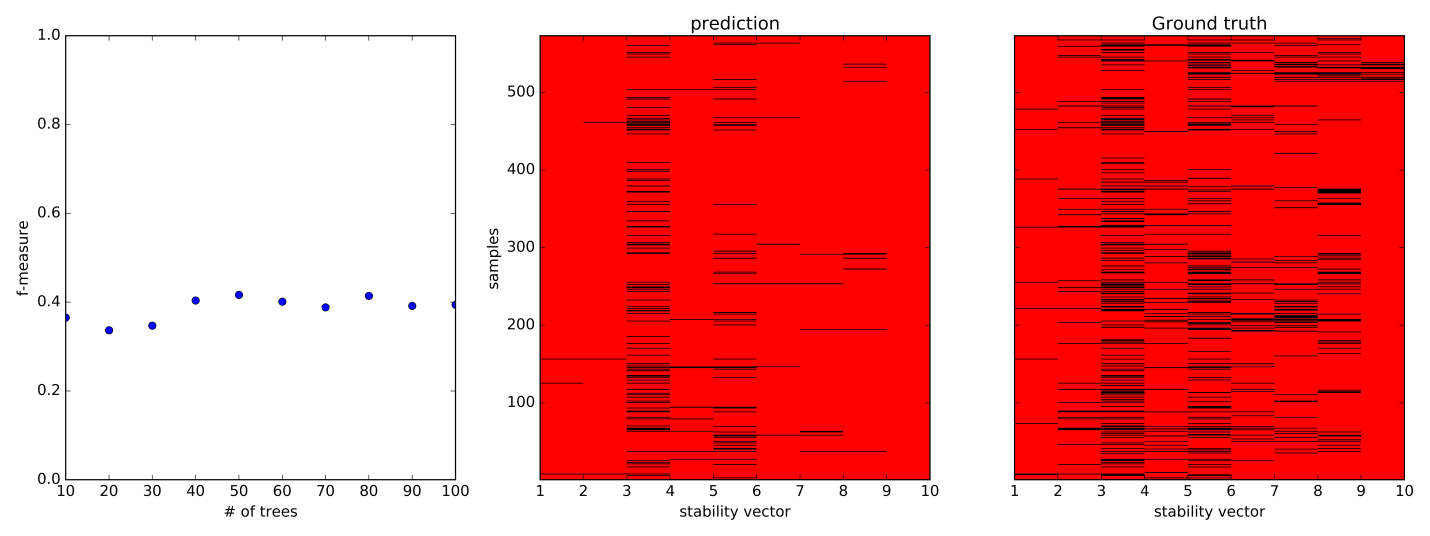 prediction
Ground truth
1.0
0.8
0.6
0.4
0.2
0.0
f-measure
10 20 30 40 50 60 70 80 90 100
# of trees
500
400
300
200
100
samples
1 2 3 4 5 6 7 8 9 10
stability vector
1 2 3 4 5 6 7 8 9 10
stability vector